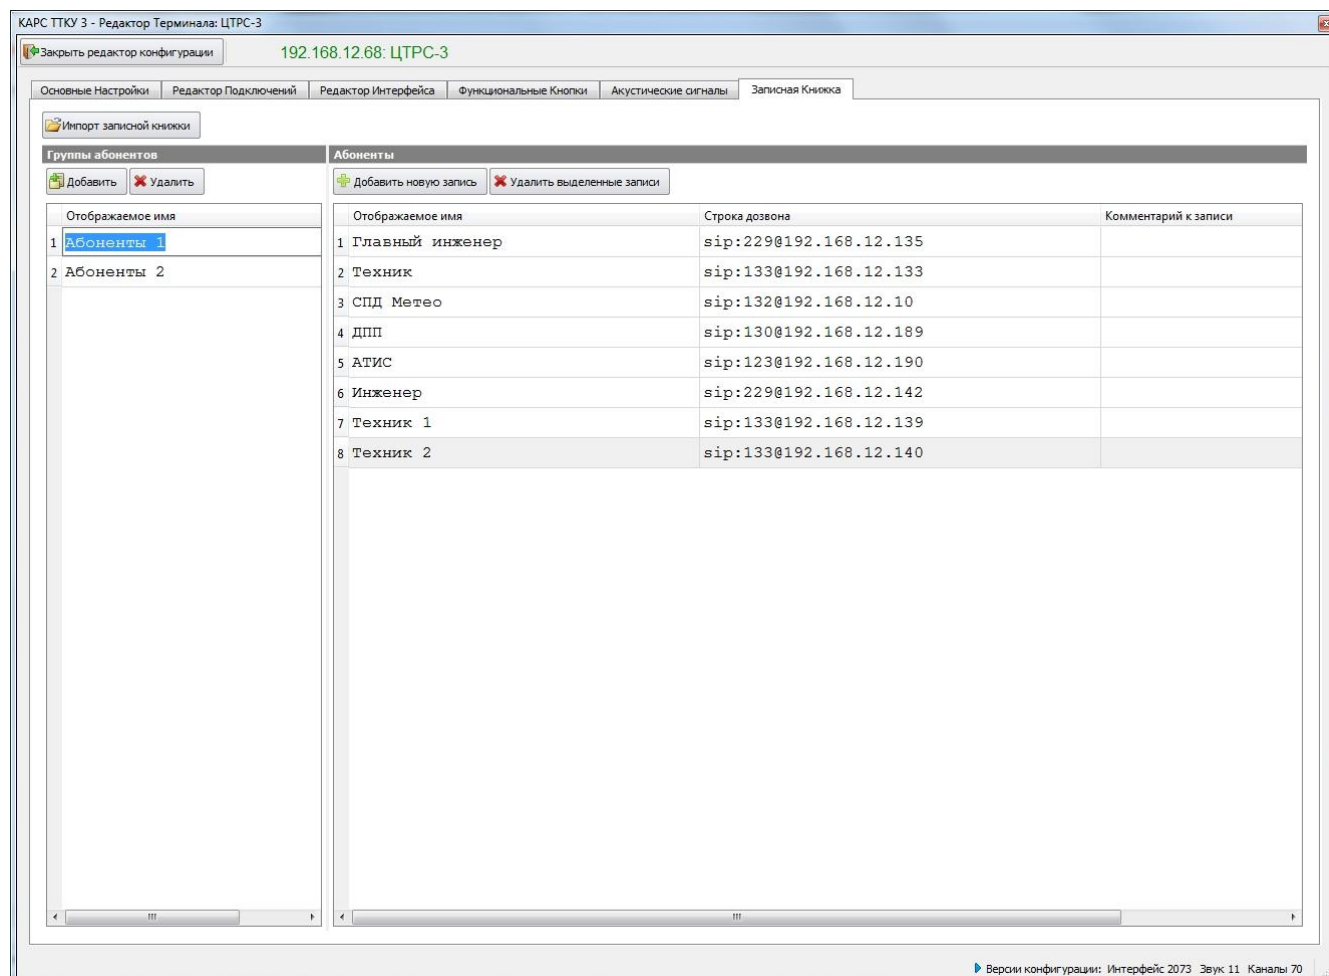 КАРС ТТКУ 3 - Редактор Терминала: ЦТРС-3
Закрыть редактор конфигурации 192.168.12.68: ЦТРС-3
Основные Настройки Редактор Подключений Редактор Интерфейса Функциональные Кнопки Акустические сигналы Записная Книжка
Импорт записной книжки
Группы абонентов Абоненты
Добавить Удалить Добавить новую запись Удалить выделенные записи
Отображаемое имя Отображаемое имя Строка дозвона Комментарий к записи
1 Абоненты 1 1 Главный инженер sip:229@192.168.12.135
2 Абоненты 2 2 Техник sip:133@192.168.12.133
3 СПД Метео sip:132@192.168.12.10
4 ДПП sip:130@192.168.12.189
5 АТИС sip:123@192.168.12.190
6 Инженер sip:229@192.168.12.142
7 Техник 1 sip:133@192.168.12.139
8 Техник 2 sip:133@192.168.12.140
Версии конфигурации: Интерфейс 2073 Звук 11 Каналы 70